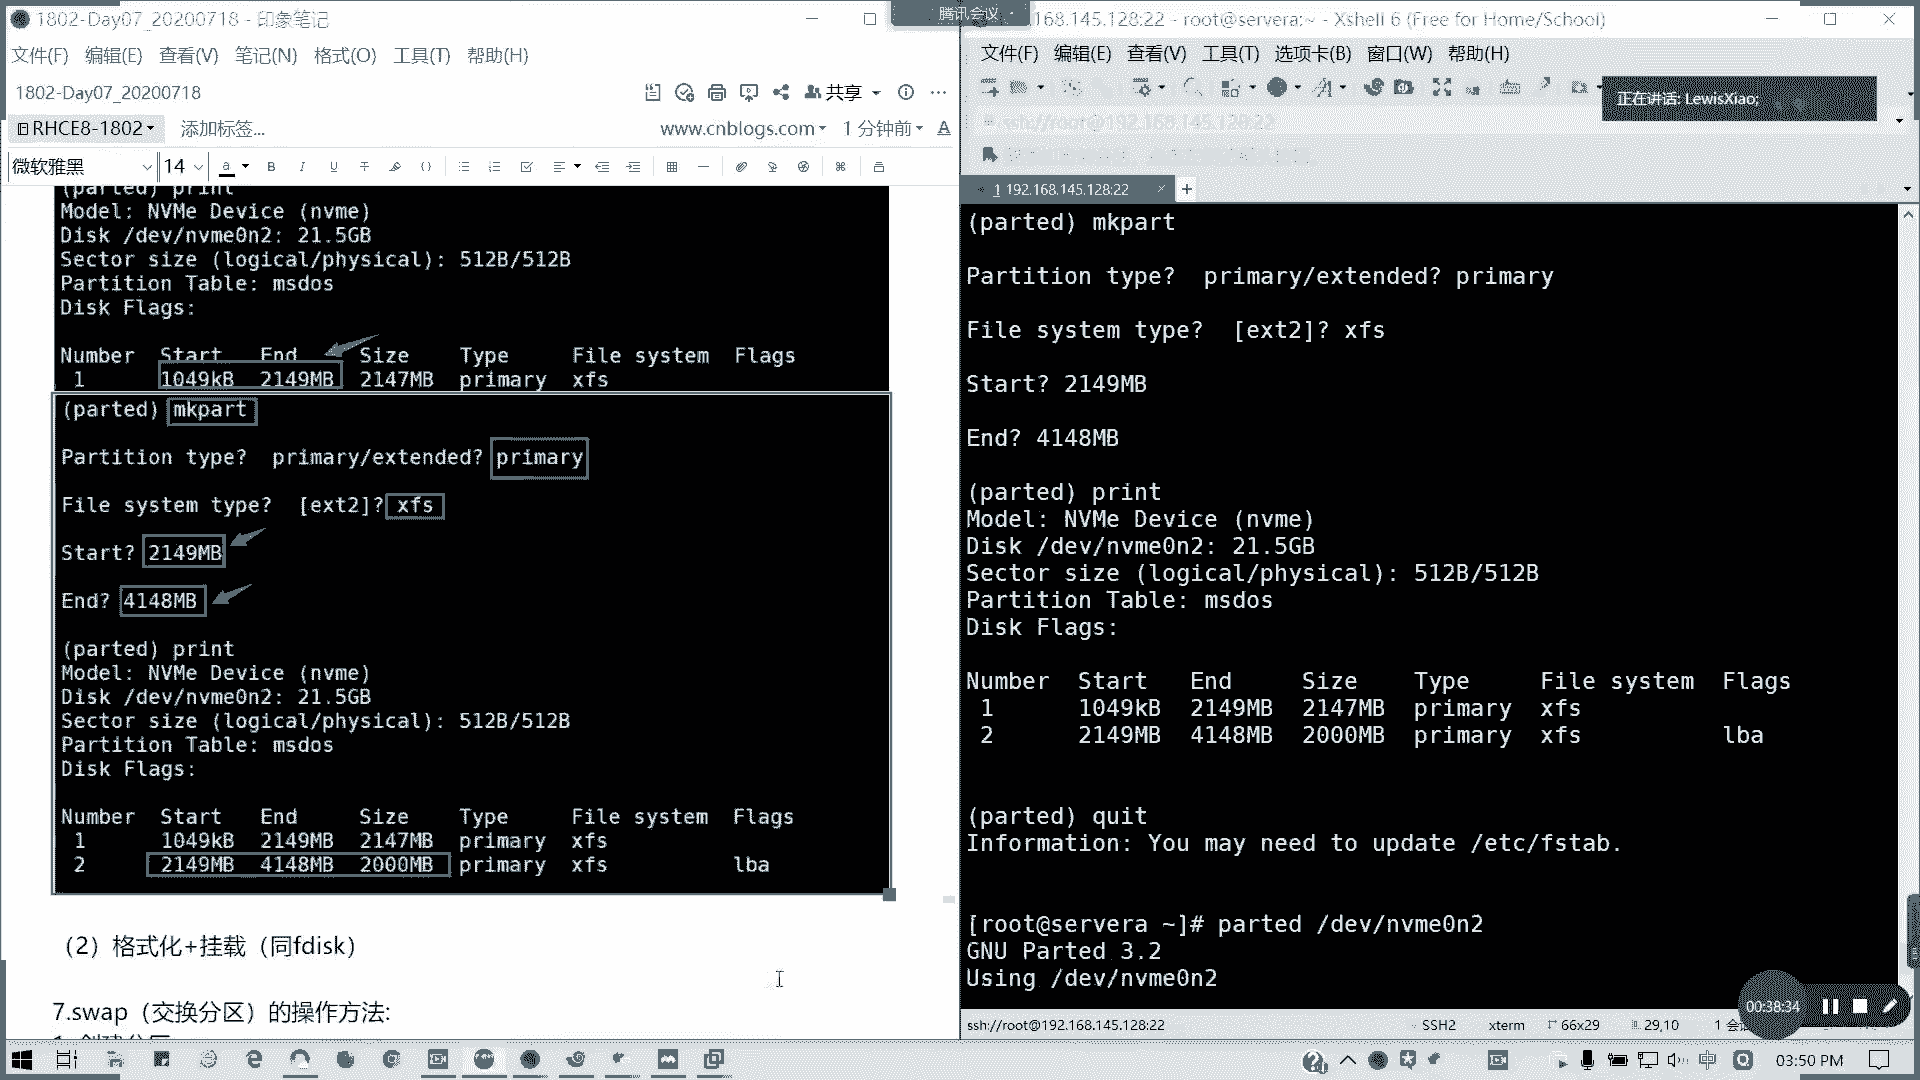 1802-Day07_20200718 - 印象笔记
文件(F) 编辑(E) 查看(V) 笔记(N) 格式(O) 工具(T) 帮助(H)
1802-Day07_20200718
共享
RHCE8-1802
添加标签...
www.cnblogs.com
1 分钟前
微软雅黑
14
(parted) print
Model: NVMe Device (nvme)
Disk /dev/nvme0n2: 21.5GB
Sector size (logical/physical): 512B/512B
Partition Table: msdos
Disk Flags:
Number Start End Size Type File system Flags
1 1049kB 2149MB 2147MB primary xfs
(parted) mkpart
Partition type? primary/extended? primary
File system type? [ext2]? xfs
Start? 2149MB
End? 4148MB
(parted) print
Model: NVMe Device (nvme)
Disk /dev/nvme0n2: 21.5GB
Sector size (logical/physical): 512B/512B
Partition Table: msdos
Disk Flags:
Number Start End Size Type File system Flags
1 1049kB 2149MB 2147MB primary xfs
2 2149MB 4148MB 2000MB primary xfs lba
（2）格式化+挂载（同fdisk）
7.swap（交换分区）的操作方法:
腾讯会议
168.145.128:22 - root@servera:~ - Xshell 6 (Free for Home/School)
文件(F) 编辑(E) 查看(V) 工具(T) 选项卡(B) 窗口(W) 帮助(H)
正在讲话: LewisXiao;
ssh://root@192.168.145.128:22
1 192.168.145.128:22
(parted) mkpart
Partition type? primary/extended? primary
File system type? [ext2]? xfs
Start? 2149MB
End? 4148MB
(parted) print
Model: NVMe Device (nvme)
Disk /dev/nvme0n2: 21.5GB
Sector size (logical/physical): 512B/512B
Partition Table: msdos
Disk Flags:
Number Start End Size Type File system Flags
1 1049kB 2149MB 2147MB primary xfs
2 2149MB 4148MB 2000MB primary xfs lba
(parted) quit
Information: You may need to update /etc/fstab.
[root@servera ~]# parted /dev/nvme0n2
GNU Parted 3.2
Using /dev/nvme0n2
00:38:34
ssh://root@192.168.145.128:22
SSH2
xterm
66x29
29,10
1 会
中
03:50 PM